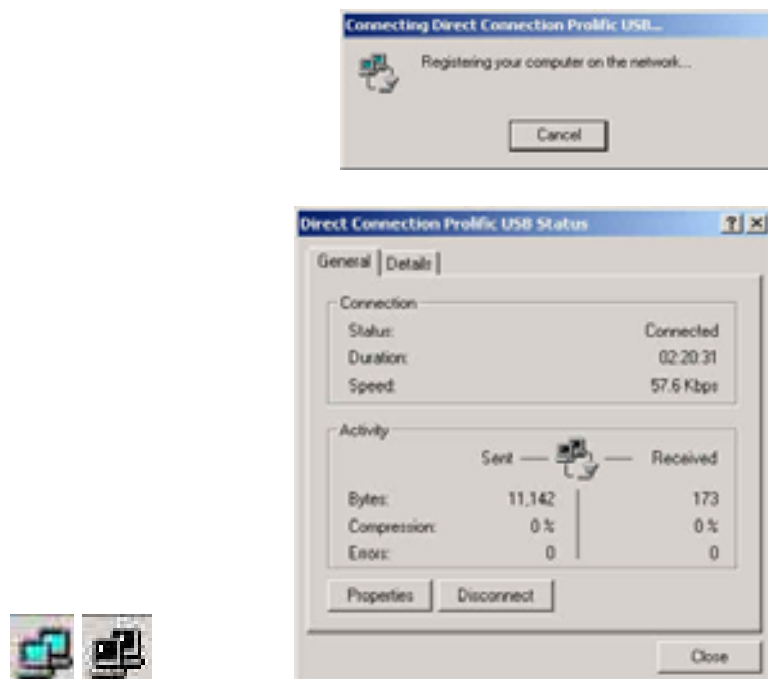 Connecting Direct Connection Prolific USB...
Registering your computer on the network...
Cancel
Direct Connection Prolific USB Status
General Details
Connection
Status: Connected
Duration: 02:20:31
Speed: 57.6 Kbps
Activity
Sent Received
Bytes: 11,142 173
Compression: 0 % 0 %
Errors: 0 0
Properties Disconnect
Close